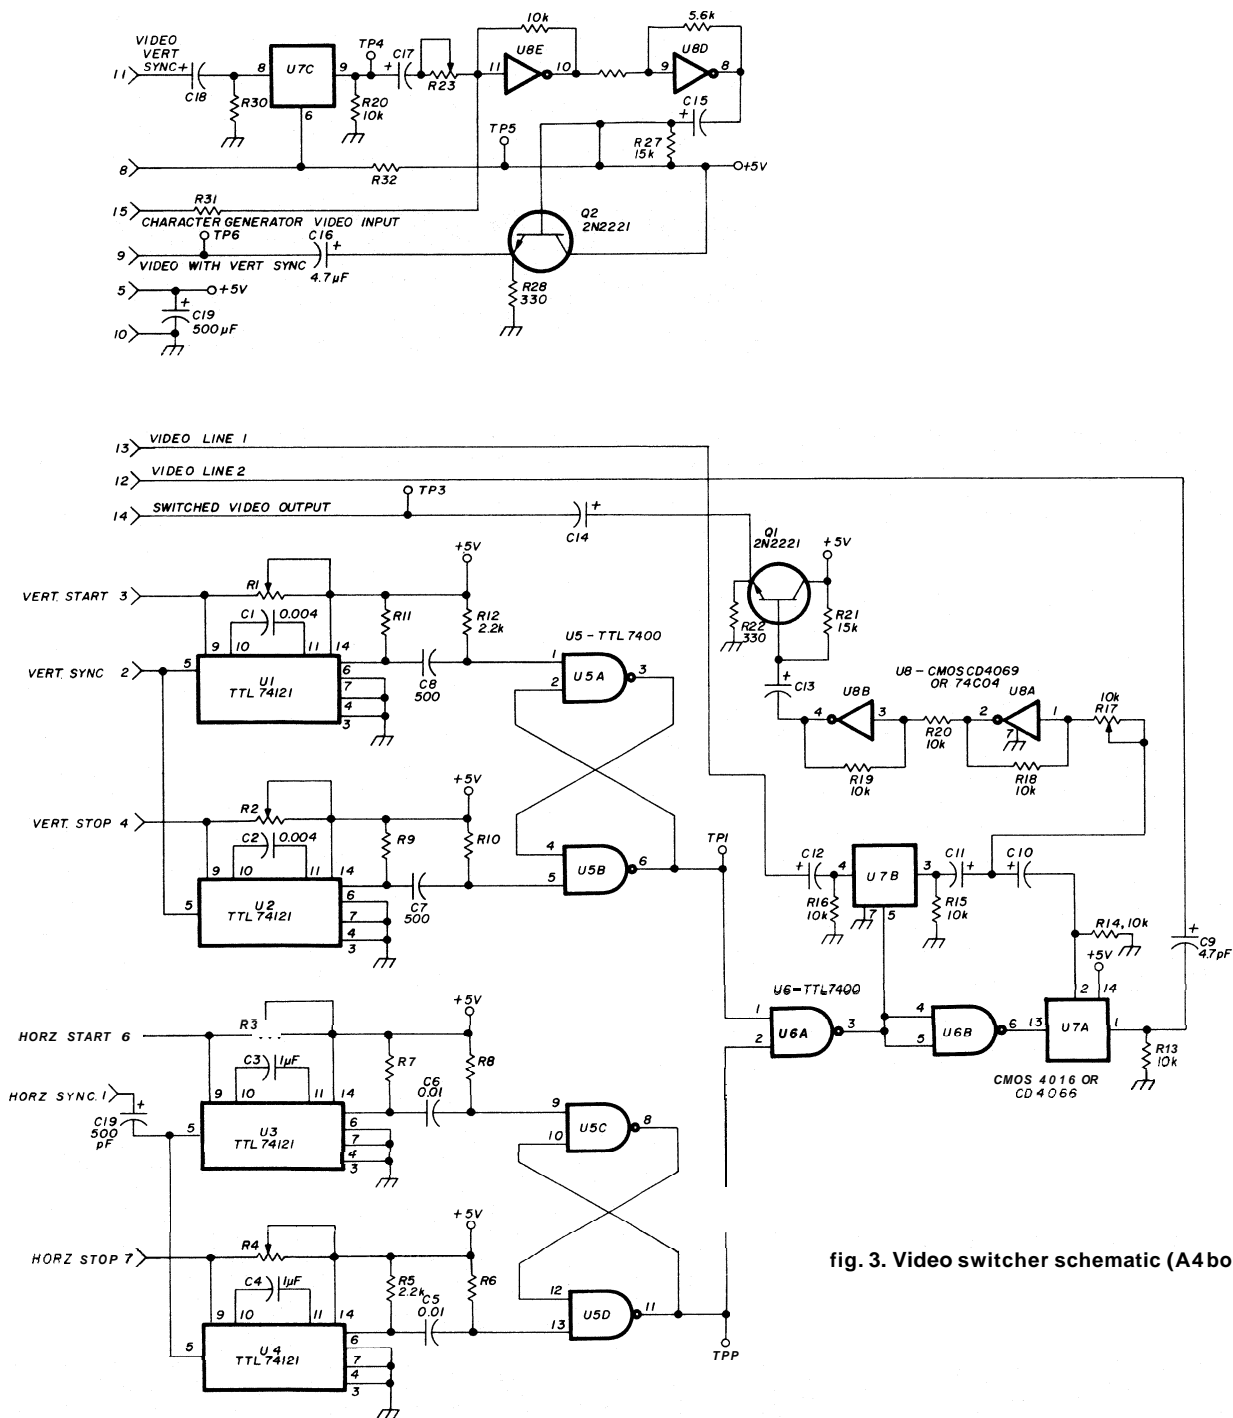 VIDEO
VERT
SYNC
11
+
C18
R30
8
U7C
9
6
TP4
R20
10k
+
C17
R23
10k
U8E
11
10
5.6k
U8D
9
8
C15
+
R27
15k
TP5
8
R32
+5V
15
R31
CHARACTER GENERATOR VIDEO INPUT
TP6
C16
+
9
VIDEO WITH VERT SYNC
4.7µF
Q2
2N2221
R28
330
5
+5V
+
C19
500µF
10
13
VIDEO LINE 1
12
VIDEO LINE 2
14
SWITCHED VIDEO OUTPUT
TP3
+
C14
Q1
2N2221
+5V
R22
330
R21
15k
+
C13
U8-CMOSCD4069
OR 74C04
U8B
4
3
R20
10k
U8A
2
1
7
10k
R17
R19
10k
R18
10k
VERT. START 3
R1
+5V
C1
0.004
R11
R12
2.2k
9
10
11
14
VERT. SYNC 2
5
U1
TTL 74121
6
7
4
3
C8
500
U5-TTL7400
1
2
U5A
3
VERT. STOP 4
R2
+5V
C2
0.004
R9
R10
9
10
11
14
5
U2
TTL 74121
6
7
4
3
C7
500
4
5
U5B
6
TP1
C12
+
4
U7B
3
C11
+
C10
+
R16
10k
7
5
R15
10k
R14, 10k
+5V
+
C9
4.7pF
U6-TTL7400
1
2
U6A
3
4
5
U6B
6
13
2
14
U7A
1
R13
10k
CMOS 4016 OR
CD4066
HORZ START 6
R3
+5V
C3
1µF
R7
R8
9
10
11
14
HORZ SYNC. 1
+
C19
500
pF
5
U3
TTL 74121
6
7
4
3
C6
0.01
9
10
U5C
8
HORZ STOP 7
R4
+5V
C4
1µF
R5
2.2k
R6
9
10
11
14
5
U4
TTL 74121
6
7
4
3
C5
0.01
12
13
U5D
11
TPP
fig. 3. Video switcher schematic (A4 bo